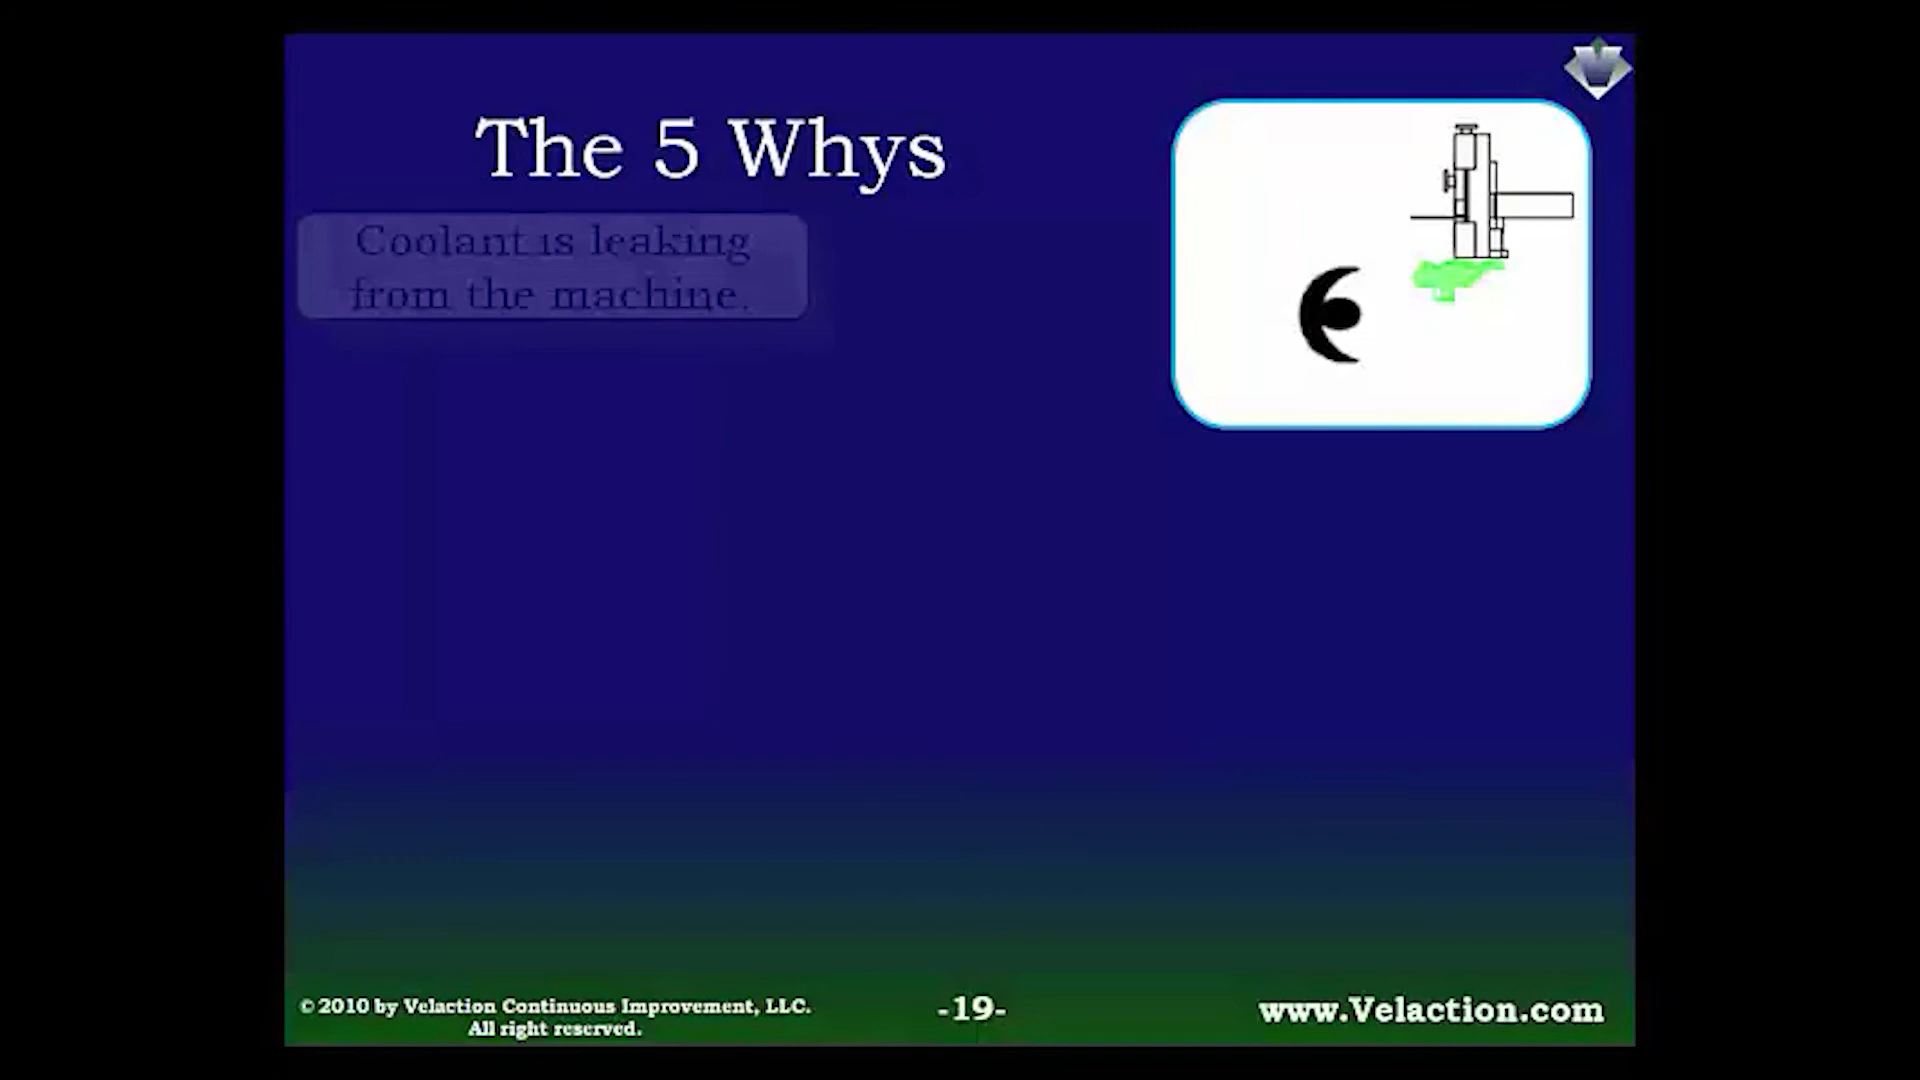 The 5 Whys
Coolant is leaking
from the machine.
© 2010 by Velaction Continuous Improvement, LLC.
All right reserved.
-19-
www.Velaction.com